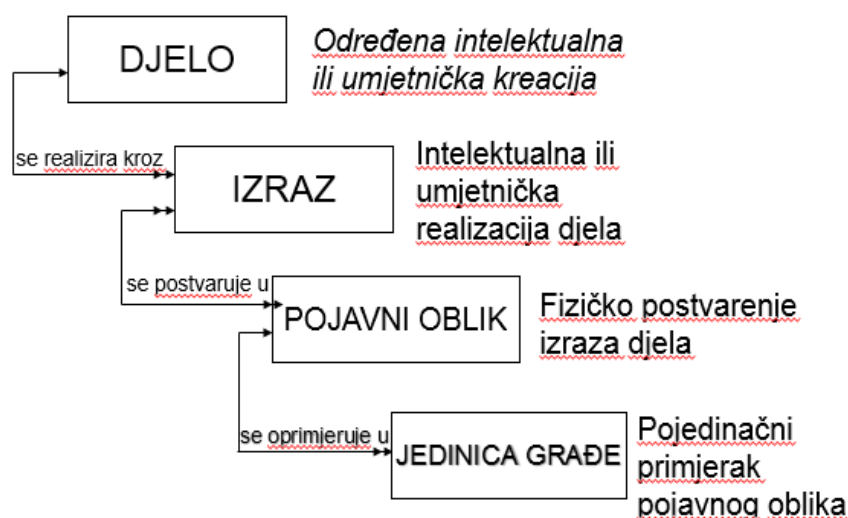 DJELO
Određena intelektualna
ili umjetnička kreacija
se realizira kroz
IZRAZ
Intelektualna ili
umjetnička
realizacija djela
se postvaruje u
POJAVNI OBLIK
Fizičko postvarenje
izraza djela
se oprimjeruje u
JEDINICA GRAĐE
Pojedinačni
primjerak
pojavnog oblika